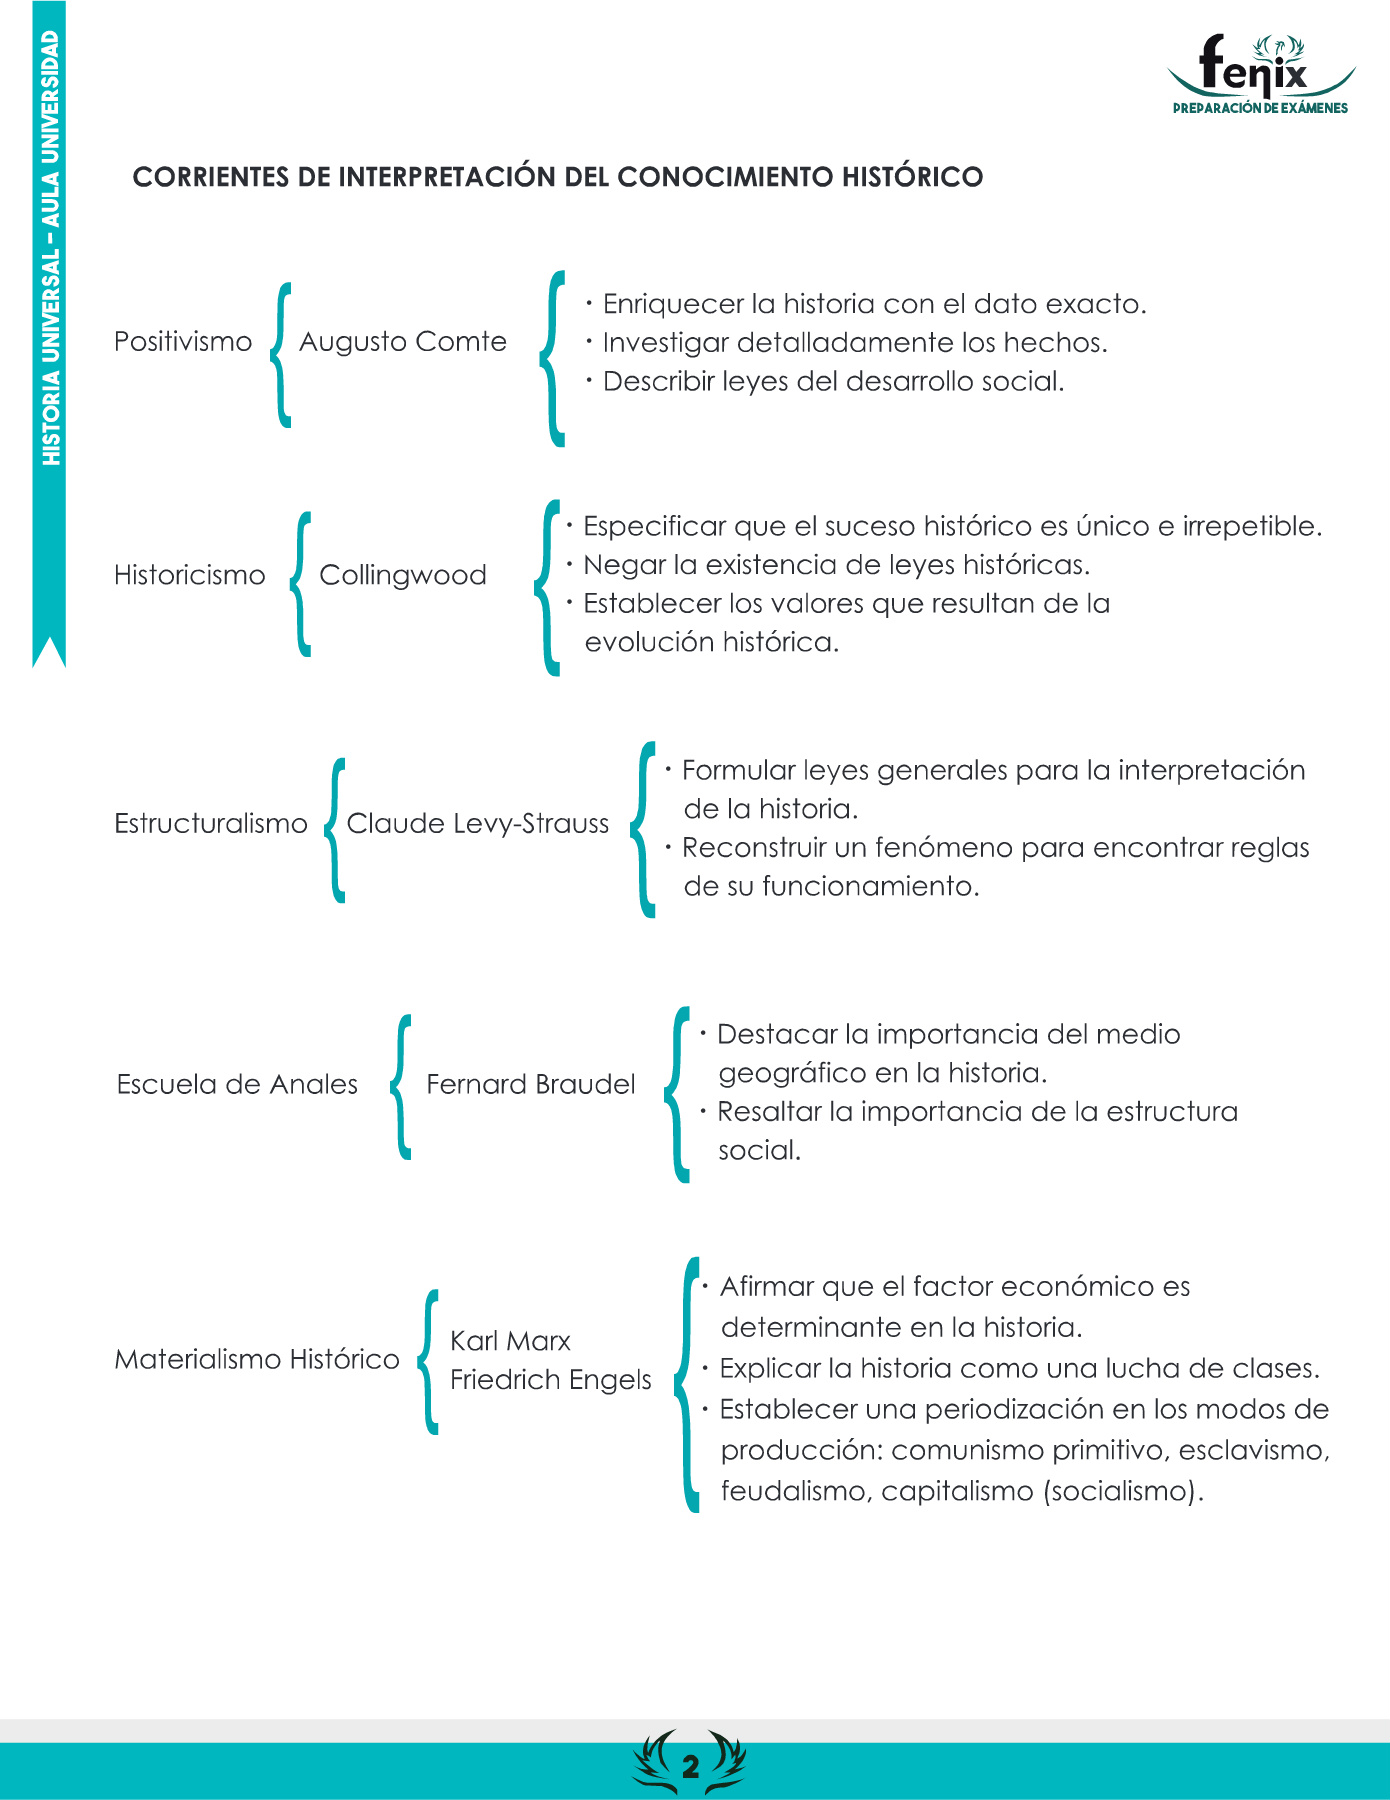 HISTORIA UNIVERSAL - AULA UNIVERSIDAD
fenix
PREPARACIÓN DE EXÁMENES
CORRIENTES DE INTERPRETACIÓN DEL CONOCIMIENTO HISTÓRICO
Positivismo
Augusto Comte
· Enriquecer la historia con el dato exacto.
· Investigar detalladamente los hechos.
· Describir leyes del desarrollo social.
Historicismo
Collingwood
· Especificar que el suceso histórico es único e irrepetible.
· Negar la existencia de leyes históricas.
· Establecer los valores que resultan de la
evolución histórica.
Estructuralismo
Claude Levy-Strauss
· Formular leyes generales para la interpretación
de la historia.
· Reconstruir un fenómeno para encontrar reglas
de su funcionamiento.
Escuela de Anales
Fernard Braudel
· Destacar la importancia del medio
geográfico en la historia.
· Resaltar la importancia de la estructura
social.
Materialismo Histórico
Karl Marx
Friedrich Engels
· Afirmar que el factor económico es
determinante en la historia.
· Explicar la historia como una lucha de clases.
· Establecer una periodización en los modos de
producción: comunismo primitivo, esclavismo,
feudalismo, capitalismo (socialismo).
2